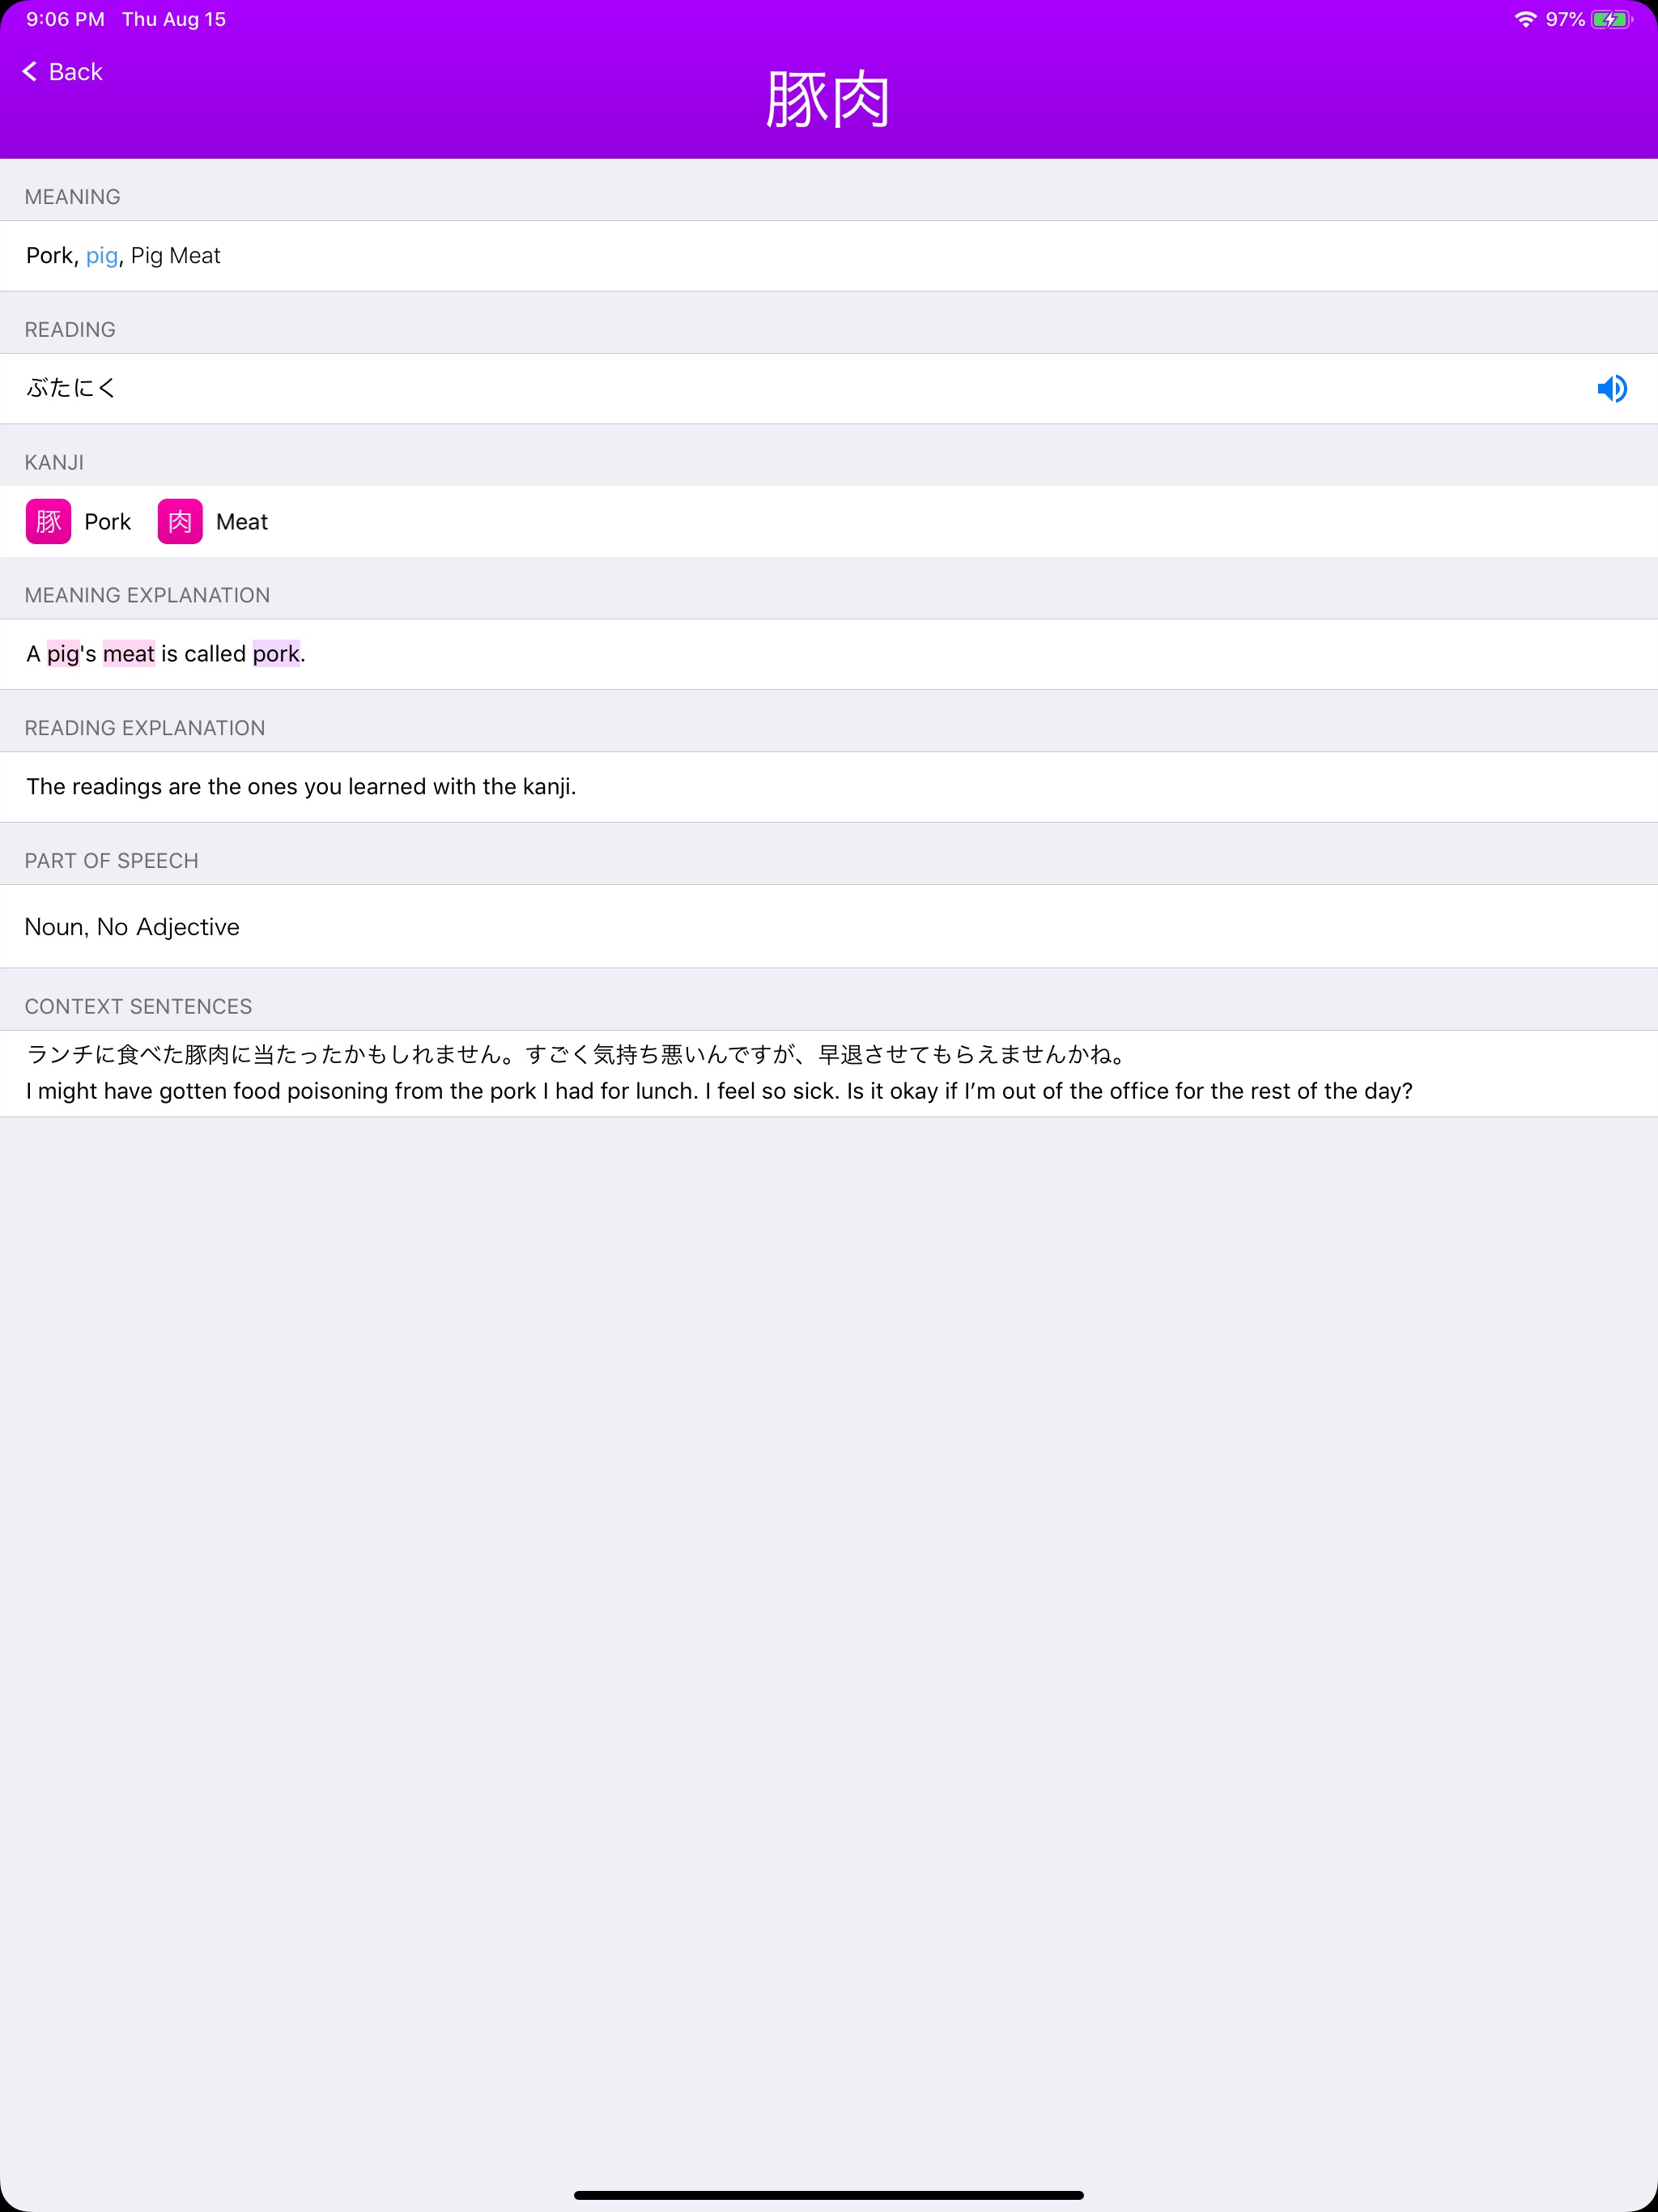 9:06 PM Thu Aug 15
97%
Back
豚肉
MEANING
Pork, pig, Pig Meat
READING
ぶたにく
KANJI
豚 Pork 肉 Meat
MEANING EXPLANATION
A pig's meat is called pork.
READING EXPLANATION
The readings are the ones you learned with the kanji.
PART OF SPEECH
Noun, No Adjective
CONTEXT SENTENCES
ランチに食べた豚肉に当たったかもしれません。すごく気持ち悪いんですが、早退させてもらえませんかね。
I might have gotten food poisoning from the pork I had for lunch. I feel so sick. Is it okay if I’m out of the office for the rest of the day?